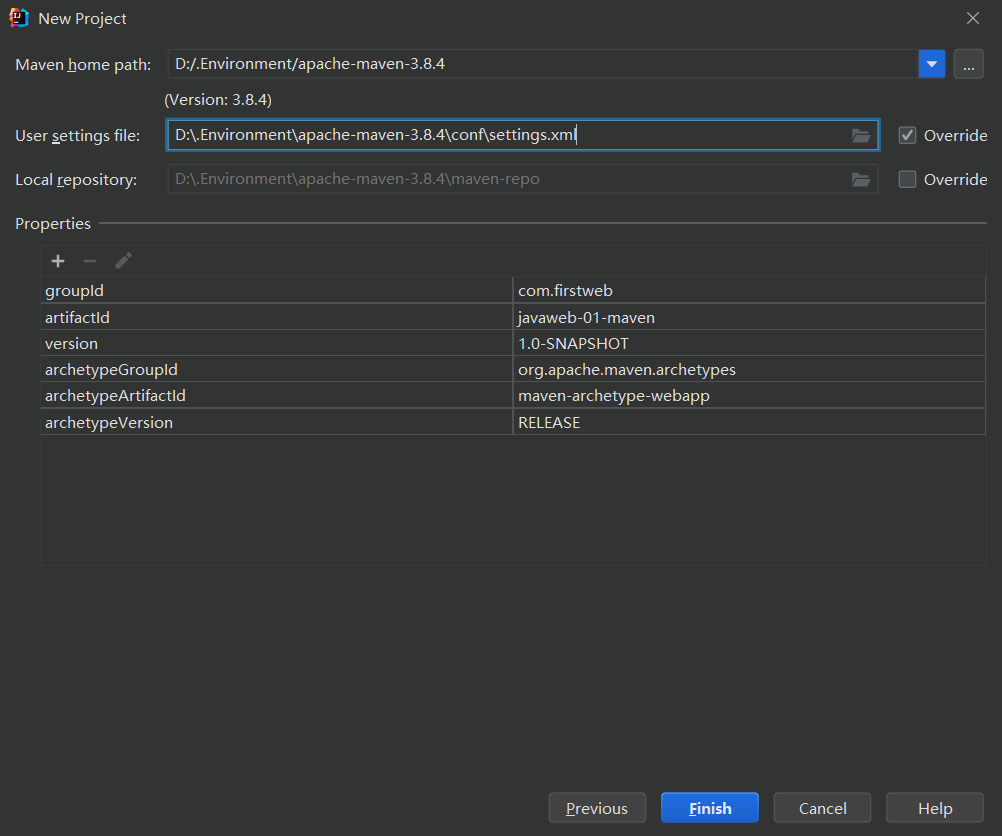 New Project
Maven home path: D:/.Environment/apache-maven-3.8.4 ...
(Version: 3.8.4)
User settings file: D:\.Environment\apache-maven-3.8.4\conf\settings.xml Override
Local repository: D:\.Environment\apache-maven-3.8.4\maven-repo Override
Properties
groupId com.firstweb
artifactId javaweb-01-maven
version 1.0-SNAPSHOT
archetypeGroupId org.apache.maven.archetypes
archetypeArtifactId maven-archetype-webapp
archetypeVersion RELEASE
Previous Finish Cancel Help